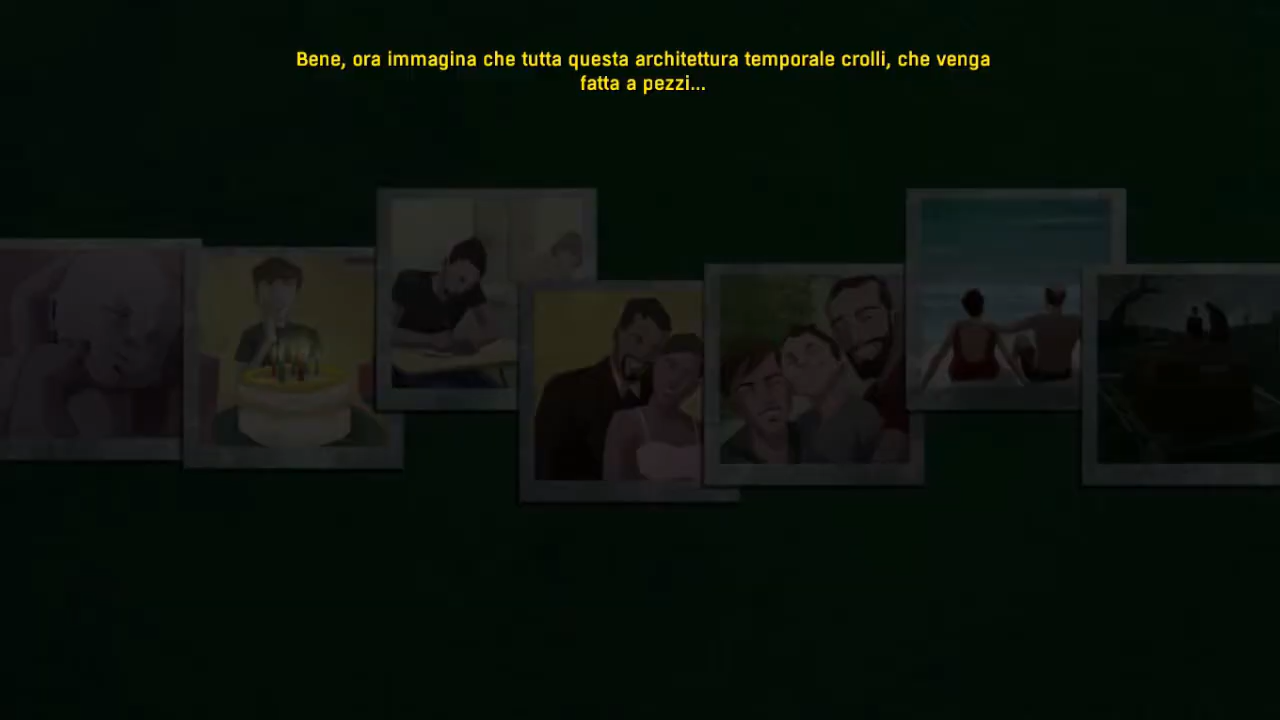 Bene, ora immagina che tutta questa architettura temporale crolli, che venga
fatta a pezzi...